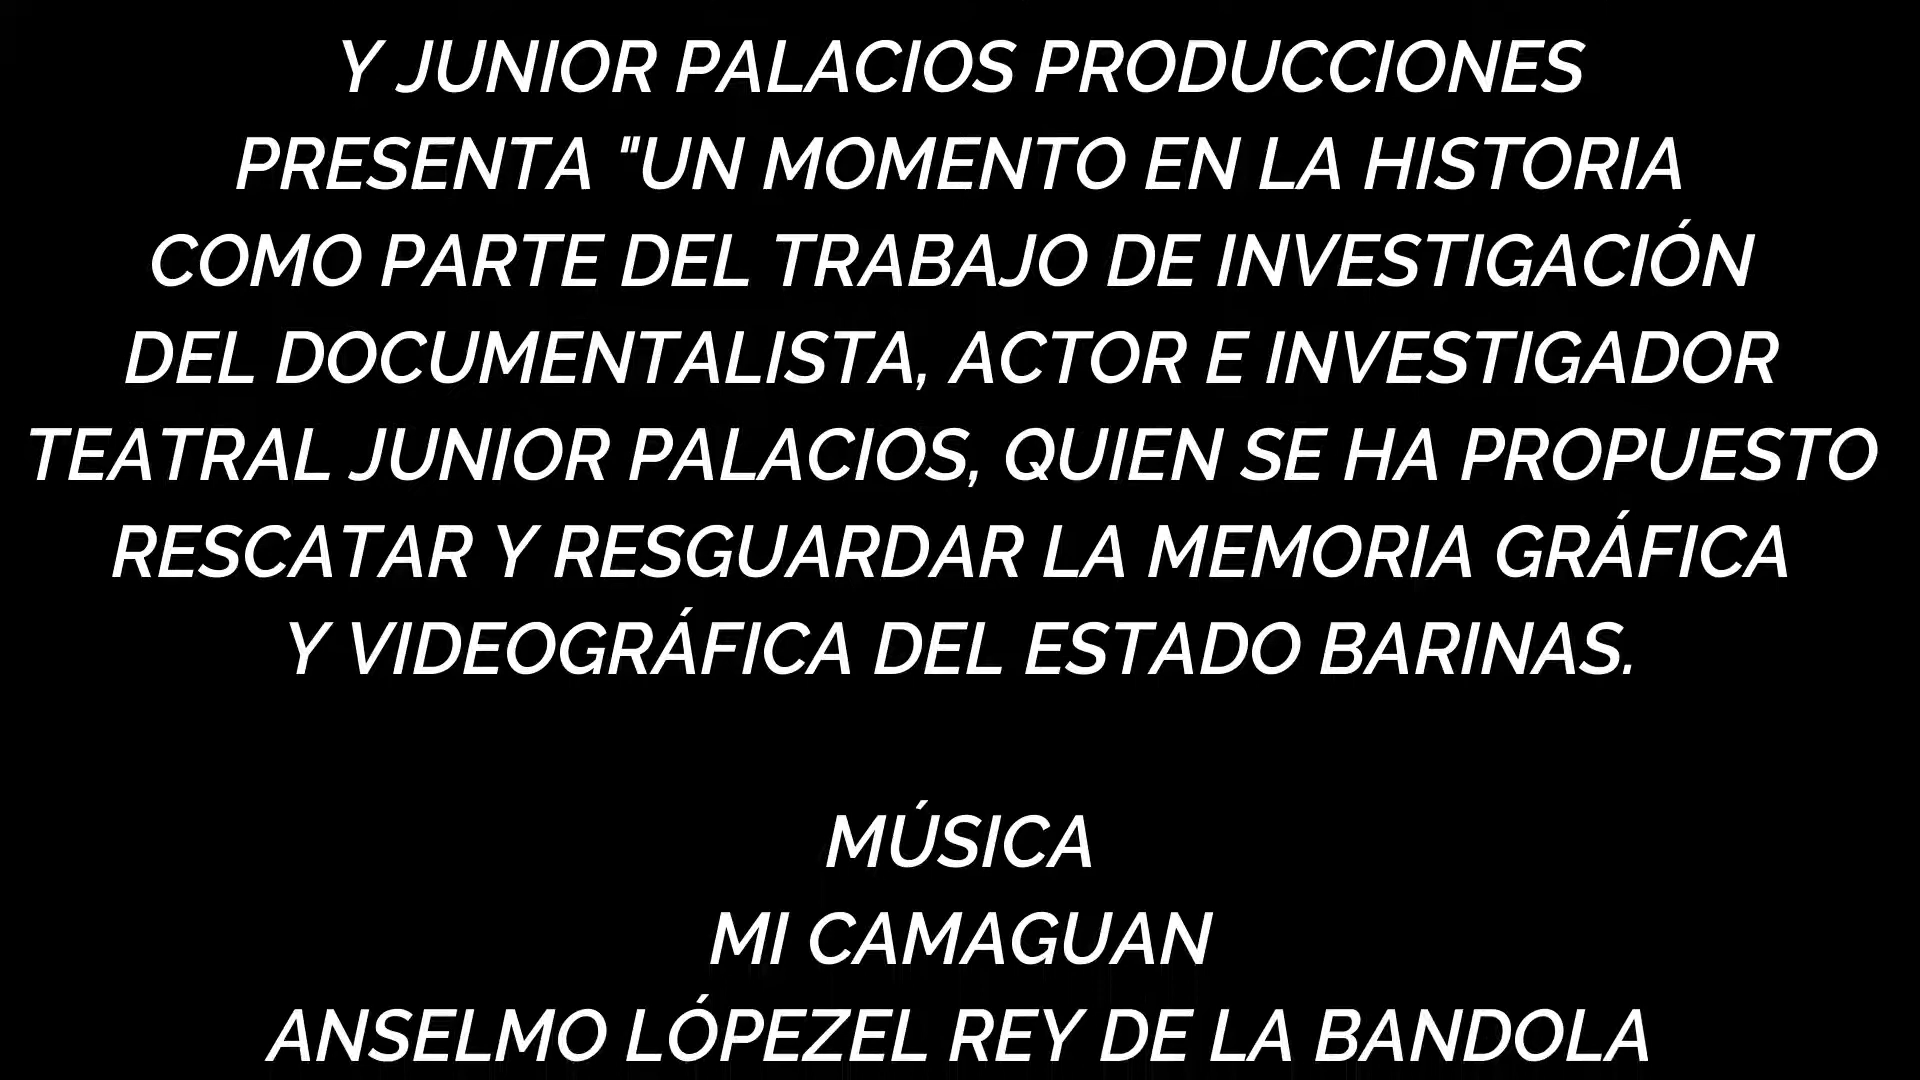 Y JUNIOR PALACIOS PRODUCCIONES
PRESENTA "UN MOMENTO EN LA HISTORIA
COMO PARTE DEL TRABAJO DE INVESTIGACIÓN
DEL DOCUMENTALISTA, ACTOR E INVESTIGADOR
TEATRAL JUNIOR PALACIOS, QUIEN SE HA PROPUESTO
RESCATAR Y RESGUARDAR LA MEMORIA GRÁFICA
Y VIDEOGRÁFICA DEL ESTADO BARINAS.
MÚSICA
MI CAMAGUAN
ANSELMO LÓPEZEL REY DE LA BANDOLA